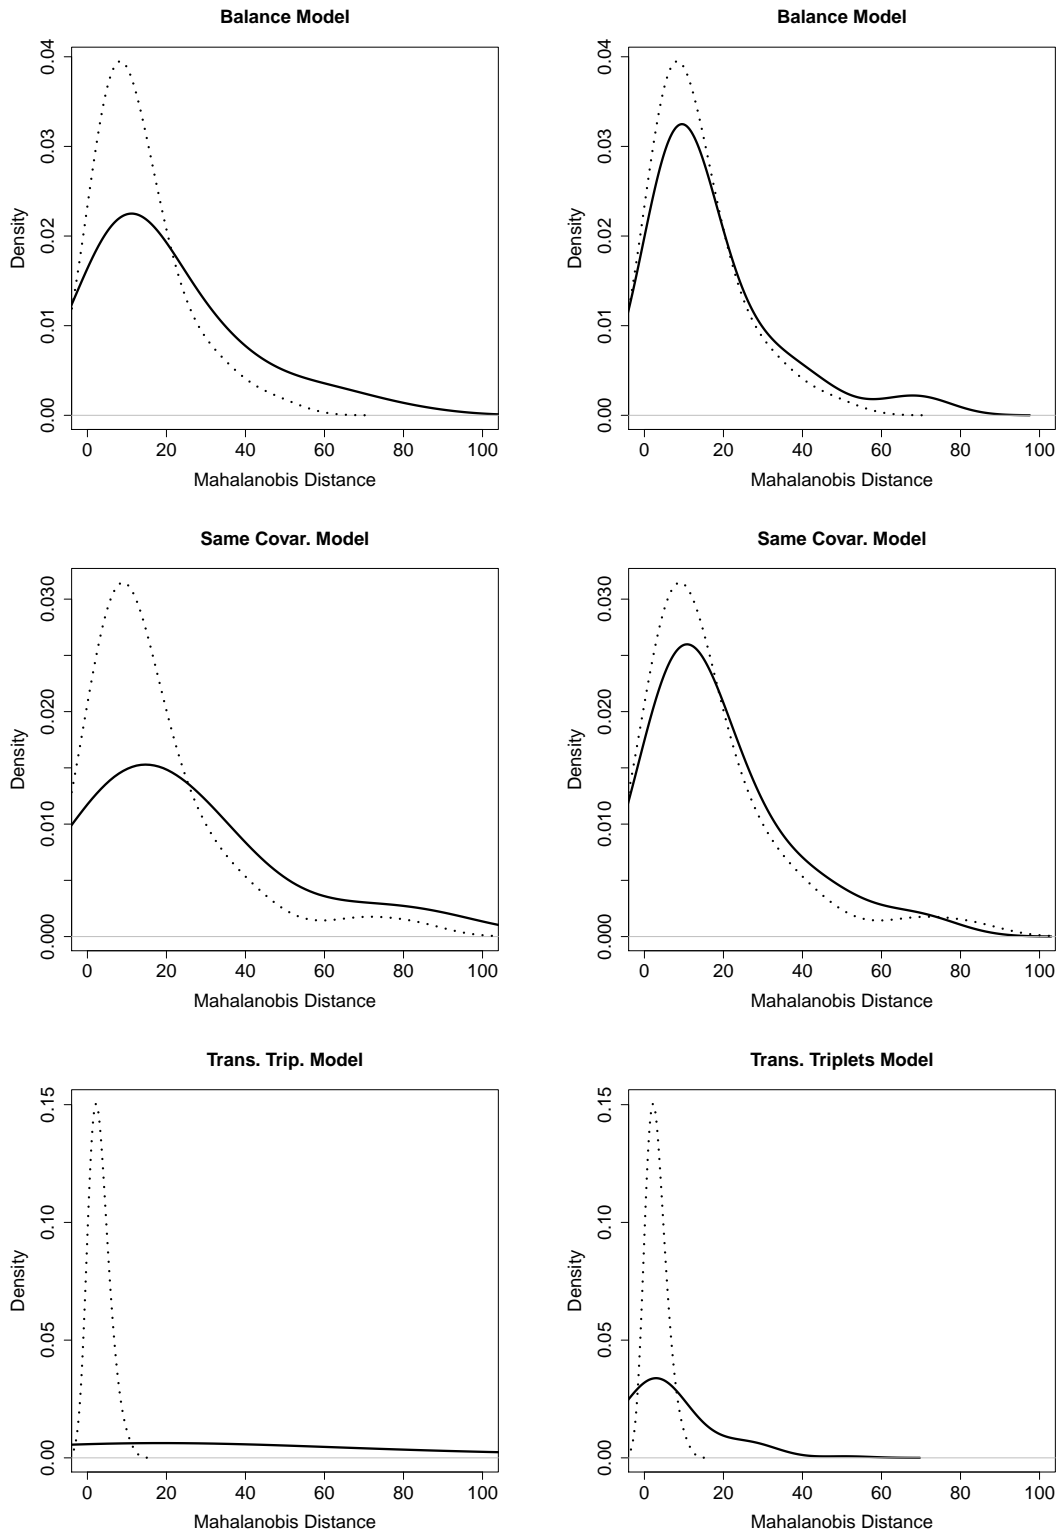 Balance Model
Density
0.00 0.01 0.02 0.03 0.04
0 20 40 60 80 100
Mahalanobis Distance
Balance Model
Density
0.00 0.01 0.02 0.03 0.04
0 20 40 60 80 100
Mahalanobis Distance
Same Covar. Model
Density
0.000 0.010 0.020 0.030
0 20 40 60 80 100
Mahalanobis Distance
Same Covar. Model
Density
0.000 0.010 0.020 0.030
0 20 40 60 80 100
Mahalanobis Distance
Trans. Trip. Model
Density
0.00 0.05 0.10 0.15
0 20 40 60 80 100
Mahalanobis Distance
Trans. Triplets Model
Density
0.00 0.05 0.10 0.15
0 20 40 60 80 100
Mahalanobis Distance